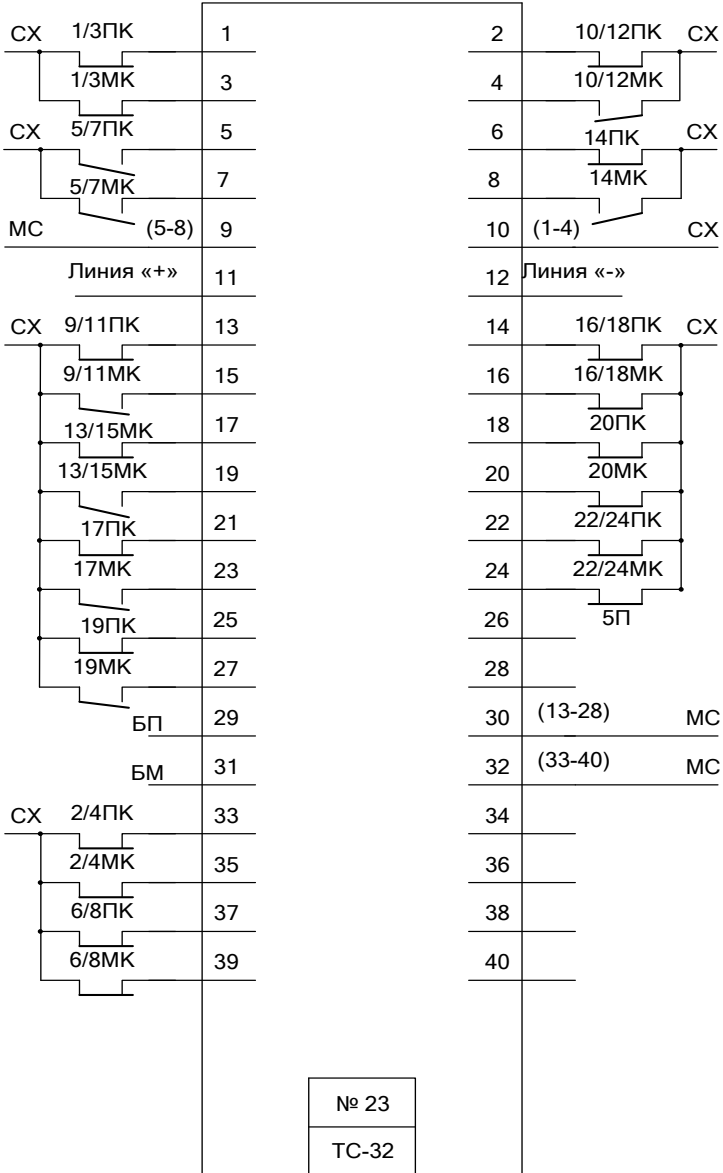 СХ 1/3ПК 1 2 10/12ПК СХ
1/3МК 3 4 10/12МК
СХ 5/7ПК 5 6 14ПК СХ
5/7МК 7 8 14МК
МС (5-8) 9 10 (1-4) СХ
Линия «+» 11 12 Линия «-»
СХ 9/11ПК 13 14 16/18ПК СХ
9/11МК 15 16 16/18МК
13/15МК 17 18 20ПК
13/15МК 19 20 20МК
17ПК 21 22 22/24ПК
17МК 23 24 22/24МК
19ПК 25 26 5П
19МК 27 28
БП 29 30 (13-28) МС
БМ 31 32 (33-40) МС
СХ 2/4ПК 33 34
2/4МК 35 36
6/8ПК 37 38
6/8МК 39 40
№ 23
ТС-32